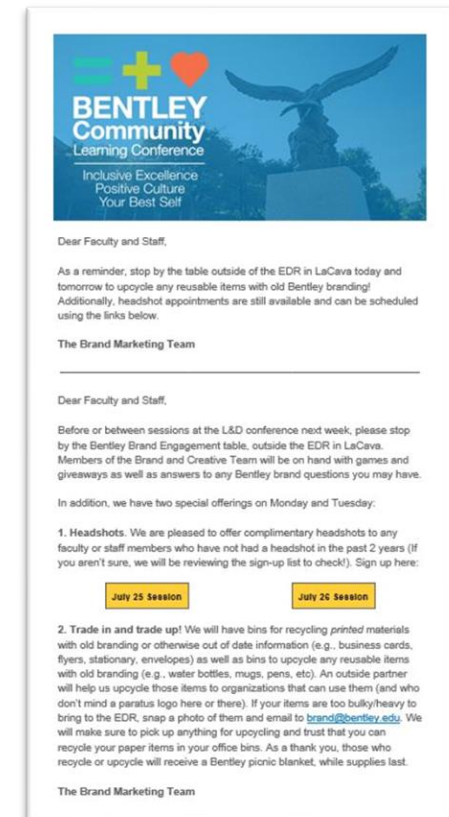 BENTLEY
Community
Learning Conference
Inclusive Excellence
Positive Culture
Your Best Self
Dear Faculty and Staff,
As a reminder, stop by the table outside of the EDR in LaCava today and
tomorrow to upcycle any reusable items with old Bentley branding!
Additionally, headshot appointments are still available and can be scheduled
using the links below.
The Brand Marketing Team
Dear Faculty and Staff,
Before or between sessions at the L&D conference next week, please stop
by the Bentley Brand Engagement table, outside the EDR in LaCava.
Members of the Brand and Creative Team will be on hand with games and
giveaways as well as answers to any Bentley brand questions you may have.
In addition, we have two special offerings on Monday and Tuesday:
1. Headshots. We are pleased to offer complimentary headshots to any
faculty or staff members who have not had a headshot in the past 2 years (If
you aren't sure, we will be reviewing the sign-up list to check!). Sign up here:
July 25 Session
July 26 Session
2. Trade in and trade up! We will have bins for recycling printed materials
with old branding or otherwise out of date information (e.g., business cards,
flyers, stationary, envelopes) as well as bins to upcycle any reusable items
with old branding (e.g., water bottles, mugs, pens, etc). An outside partner
will help us upcycle those items to organizations that can use them (and who
don't mind a paratus logo here or there). If your items are too bulky/heavy to
bring to the EDR, snap a photo of them and email to brand@bentley.edu. We
will make sure to pick up anything for upcycling and trust that you can
recycle your paper items in your office bins. As a thank you, those who
recycle or upcycle will receive a Bentley picnic blanket, while supplies last.
The Brand Marketing Team